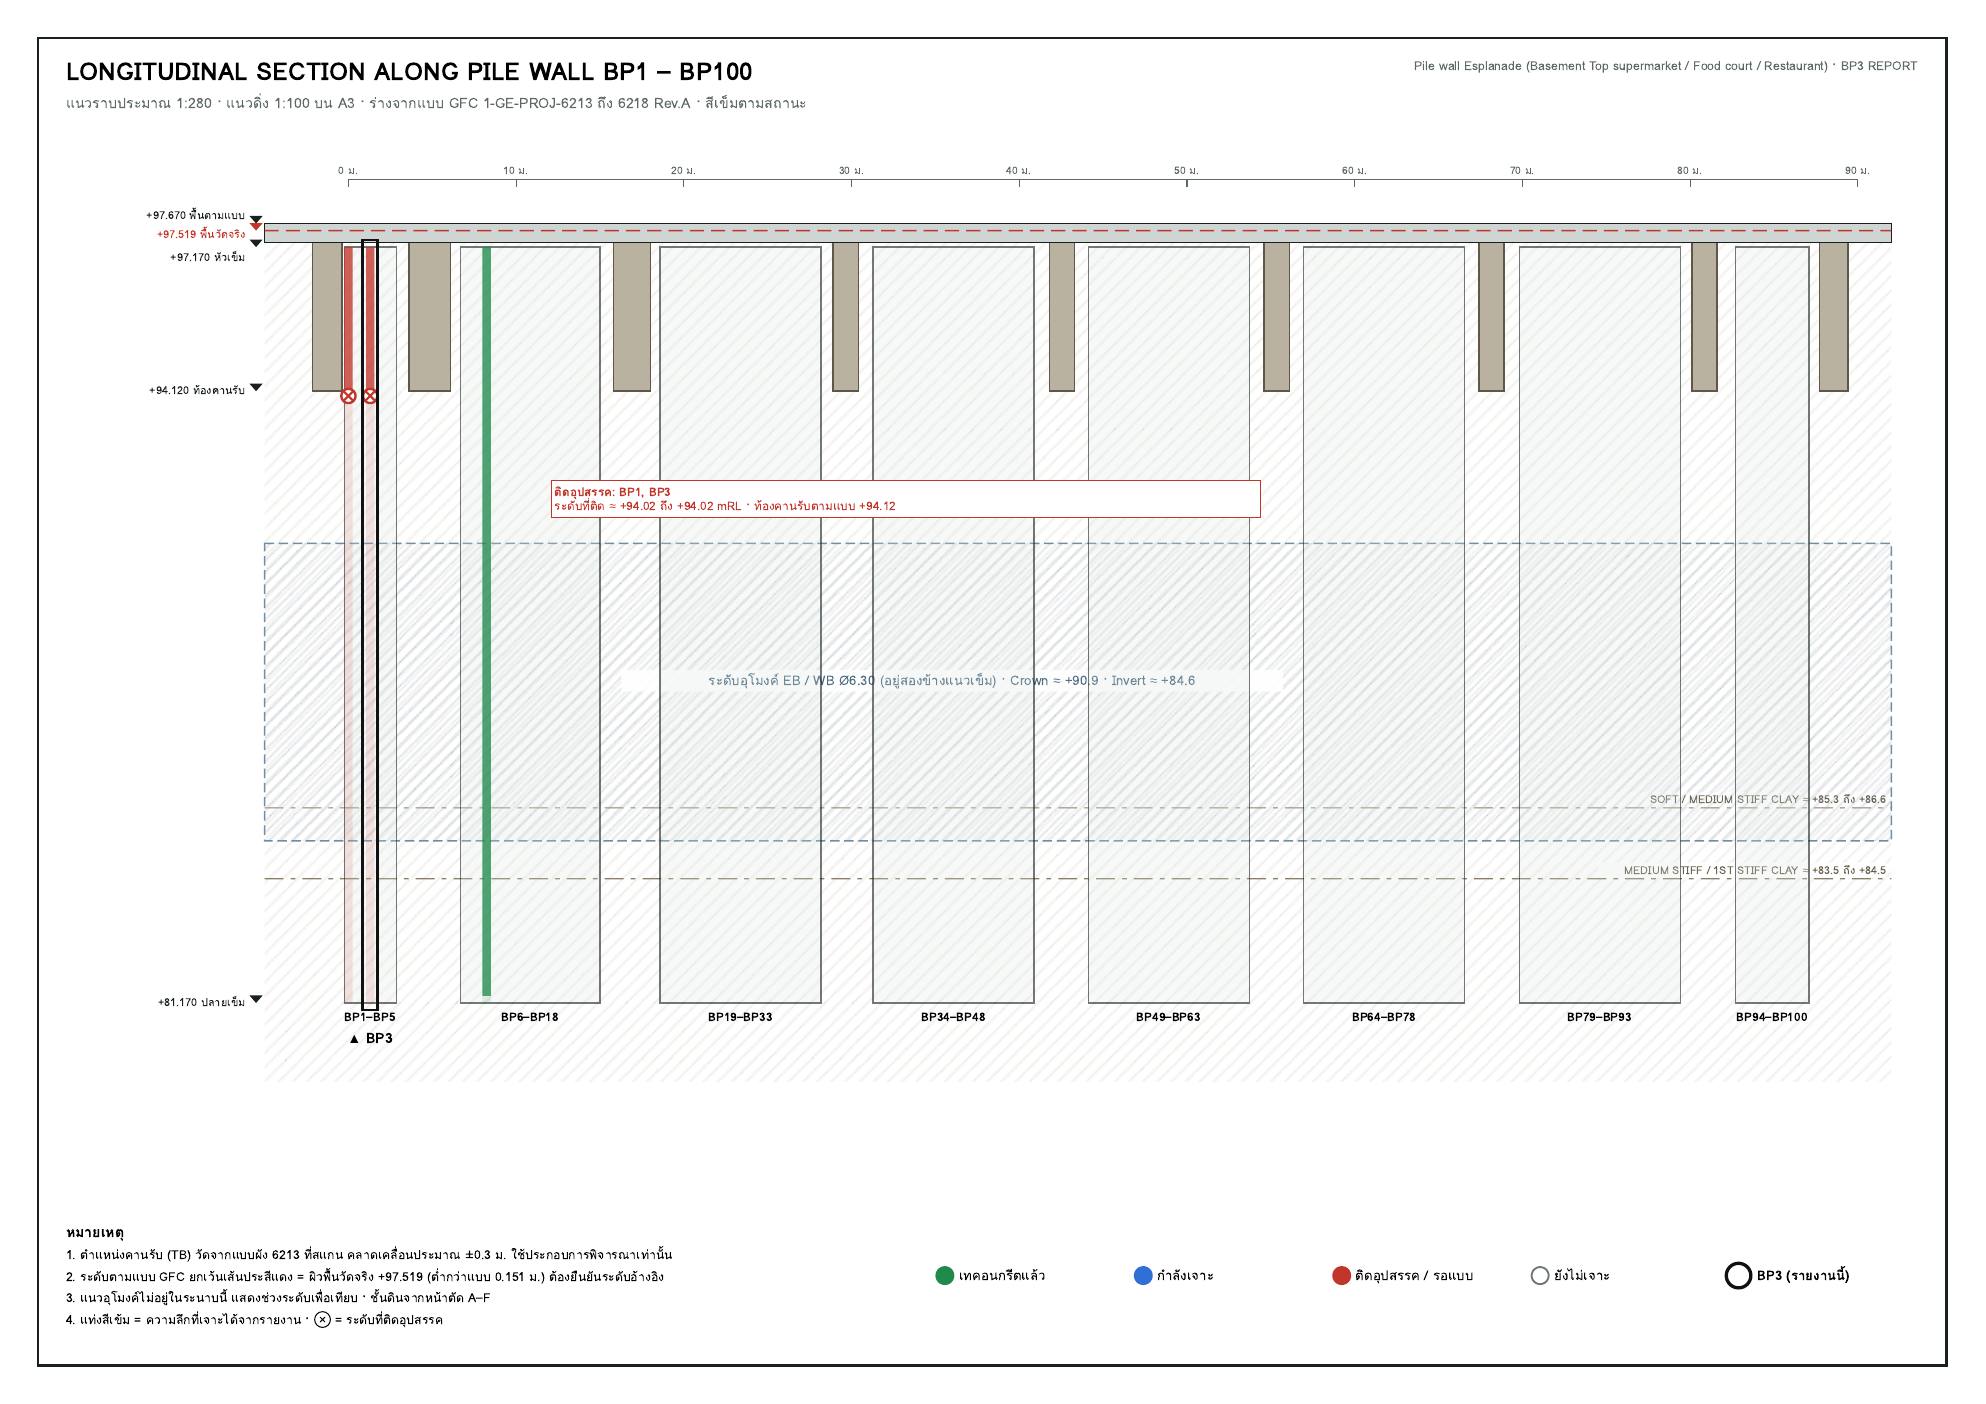 LONGITUDINAL SECTION ALONG PILE WALL BP1 – BP100
Pile wall Esplanade (Basement Top supermarket / Food court / Restaurant) · BP3 REPORT
แนวราบประมาณ 1:280 · แนวดิ่ง 1:100 บน A3 · ร่างจากแบบ GFC 1-GE-PROJ-6213 ถึง 6218 Rev.A · สีเข็มตามสถานะ
0 ม. 10 ม. 20 ม. 30 ม. 40 ม. 50 ม. 60 ม. 70 ม. 80 ม. 90 ม.
+97.670 พื้นตามแบบ
+97.519 พื้นวัดจริง
+97.170 หัวเข็ม
+94.120 ท้องคานรับ
ติดอุปสรรค: BP1, BP3
ระดับที่ติด ≈ +94.02 ถึง +94.02 mRL · ท้องคานรับตามแบบ +94.12
ระดับอุโมงค์ EB / WB Ø6.30 (อยู่สองข้างแนวเข็ม) · Crown ≈ +90.9 · Invert ≈ +84.6
SOFT / MEDIUM STIFF CLAY ≈ +85.3 ถึง +86.6
MEDIUM STIFF / 1ST STIFF CLAY ≈ +83.5 ถึง +84.5
+81.170 ปลายเข็ม
BP1–BP5 BP6–BP18 BP19–BP33 BP34–BP48 BP49–BP63 BP64–BP78 BP79–BP93 BP94–BP100
▲ BP3
หมายเหตุ
1. ตำแหน่งคานรับ (TB) วัดจากแบบผัง 6213 ที่สแกน คลาดเคลื่อนประมาณ ±0.3 ม. ใช้ประกอบการพิจารณาเท่านั้น
2. ระดับตามแบบ GFC ยกเว้นเส้นประสีแดง = ผิวพื้นวัดจริง +97.519 (ต่ำกว่าแบบ 0.151 ม.) ต้องยืนยันระดับอ้างอิง
3. แนวอุโมงค์ไม่อยู่ในระนาบนี้ แสดงช่วงระดับเพื่อเทียบ · ชั้นดินจากหน้าตัด A–F
4. แท่งสีเข้ม = ความลึกที่เจาะได้จากรายงาน · ⊗ = ระดับที่ติดอุปสรรค
เทคอนกรีตแล้ว กำลังเจาะ ติดอุปสรรค / รอแบบ ยังไม่เจาะ BP3 (รายงานนี้)